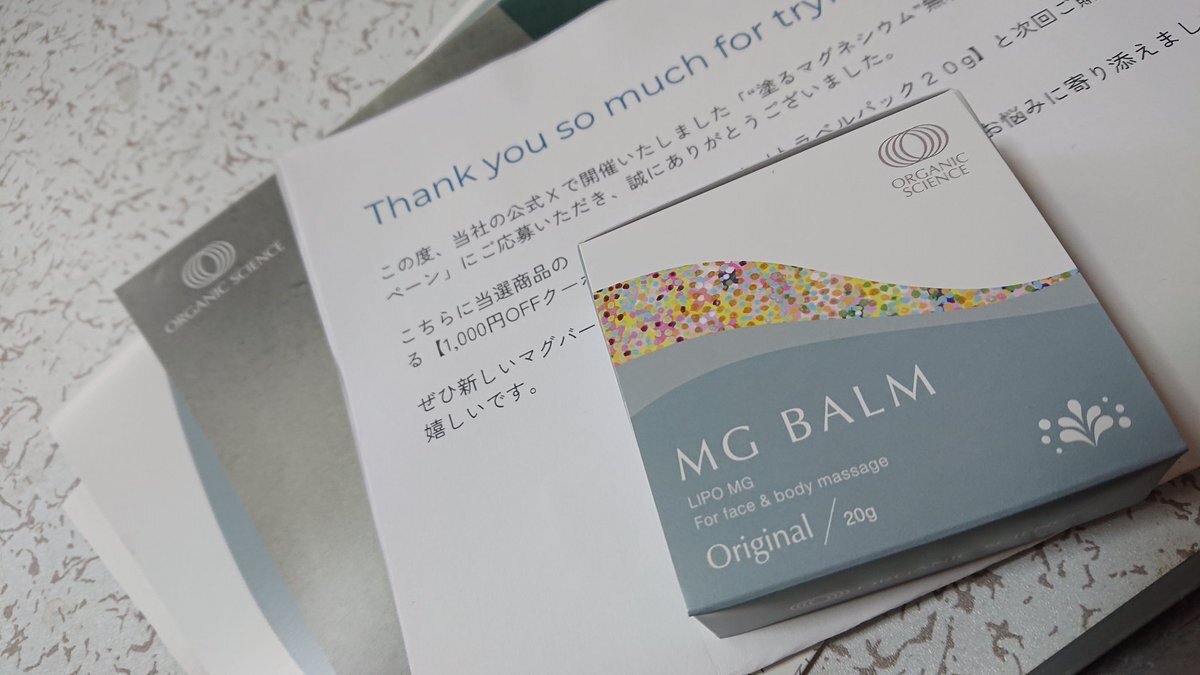 Thank you so much for
この度、当社の公式Xで開催いたしました「“塗るマグネシウム”
ペーン」にご応募いただき、誠にありがとうございました。
こちらに当選商品の
トラベルパック20g】と次回ご
る【1,000円OFFクーポ
お悩みに寄り添えまし
ぜひ新しいマグバー
嬉しいです。
ORGANIC SCIENCE
ORGANIC
SCIENCE
MG BALM
LIPO MG
For face & body massage
Original / 20g